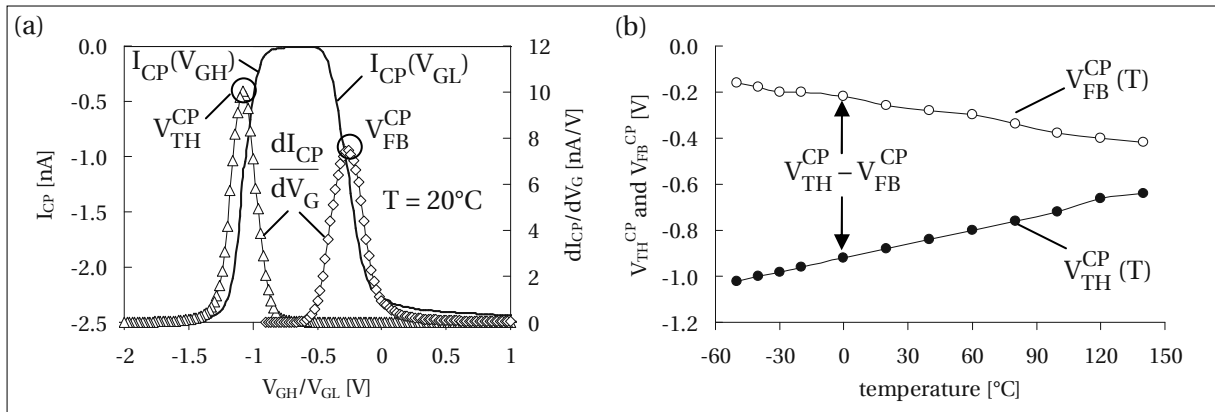 (a)
0.0
-0.5
-1.0
-1.5
-2.0
-2.5
I_CP [nA]
I_CP(V_GH)
I_CP(V_GL)
V_TH^CP
V_FB^CP
dI_CP
dV_G
T = 20°C
12
10
8
6
4
2
0
dI_CP/dV_G [nA/V]
-2 -1.5 -1 -0.5 0 0.5 1
V_GH/V_GL [V]
(b)
0.0
-0.2
-0.4
-0.6
-0.8
-1.0
-1.2
V_TH^CP and V_FB^CP [V]
V_FB^CP (T)
V_TH^CP – V_FB^CP
V_TH^CP (T)
-60 -30 0 30 60 90 120 150
temperature [°C]